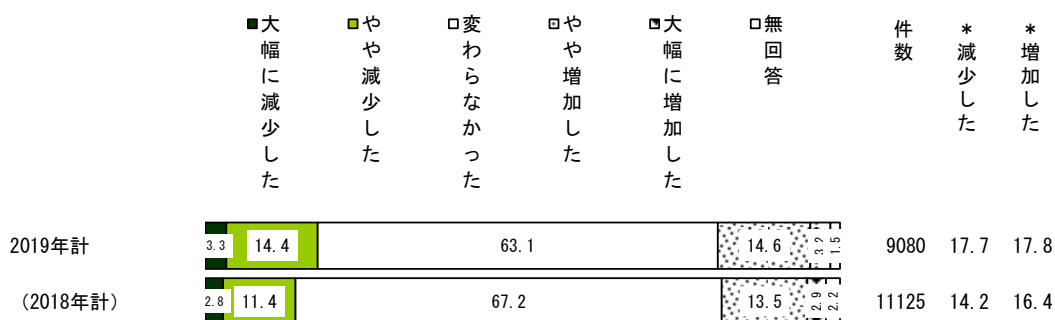 ■大幅に減少した
■やや減少した
□変わらなかった
□やや増加した
■大幅に増加した
□無回答
件数
*減少した
*増加した
2019年計 3.3 14.4 63.1 14.6 3.2 1.5 9080 17.7 17.8
(2018年計) 2.8 11.4 67.2 13.5 2.9 2.2 11125 14.2 16.4